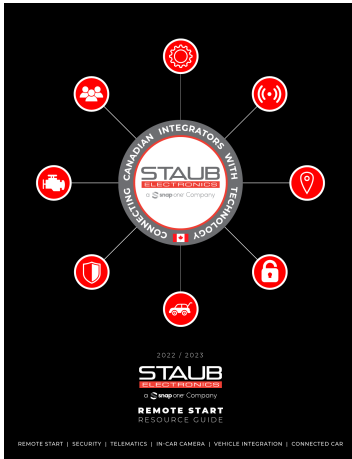 CONNECTING CANADIAN INTEGRATORS WITH TECHNOLOGY
STAUB
ELECTRONICS
a snap one Company
2022 / 2023
STAUB
ELECTRONICS
a snap one Company
REMOTE START
RESOURCE GUIDE
REMOTE START | SECURITY | TELEMATICS | IN-CAR CAMERA | VEHICLE INTEGRATION | CONNECTED CAR